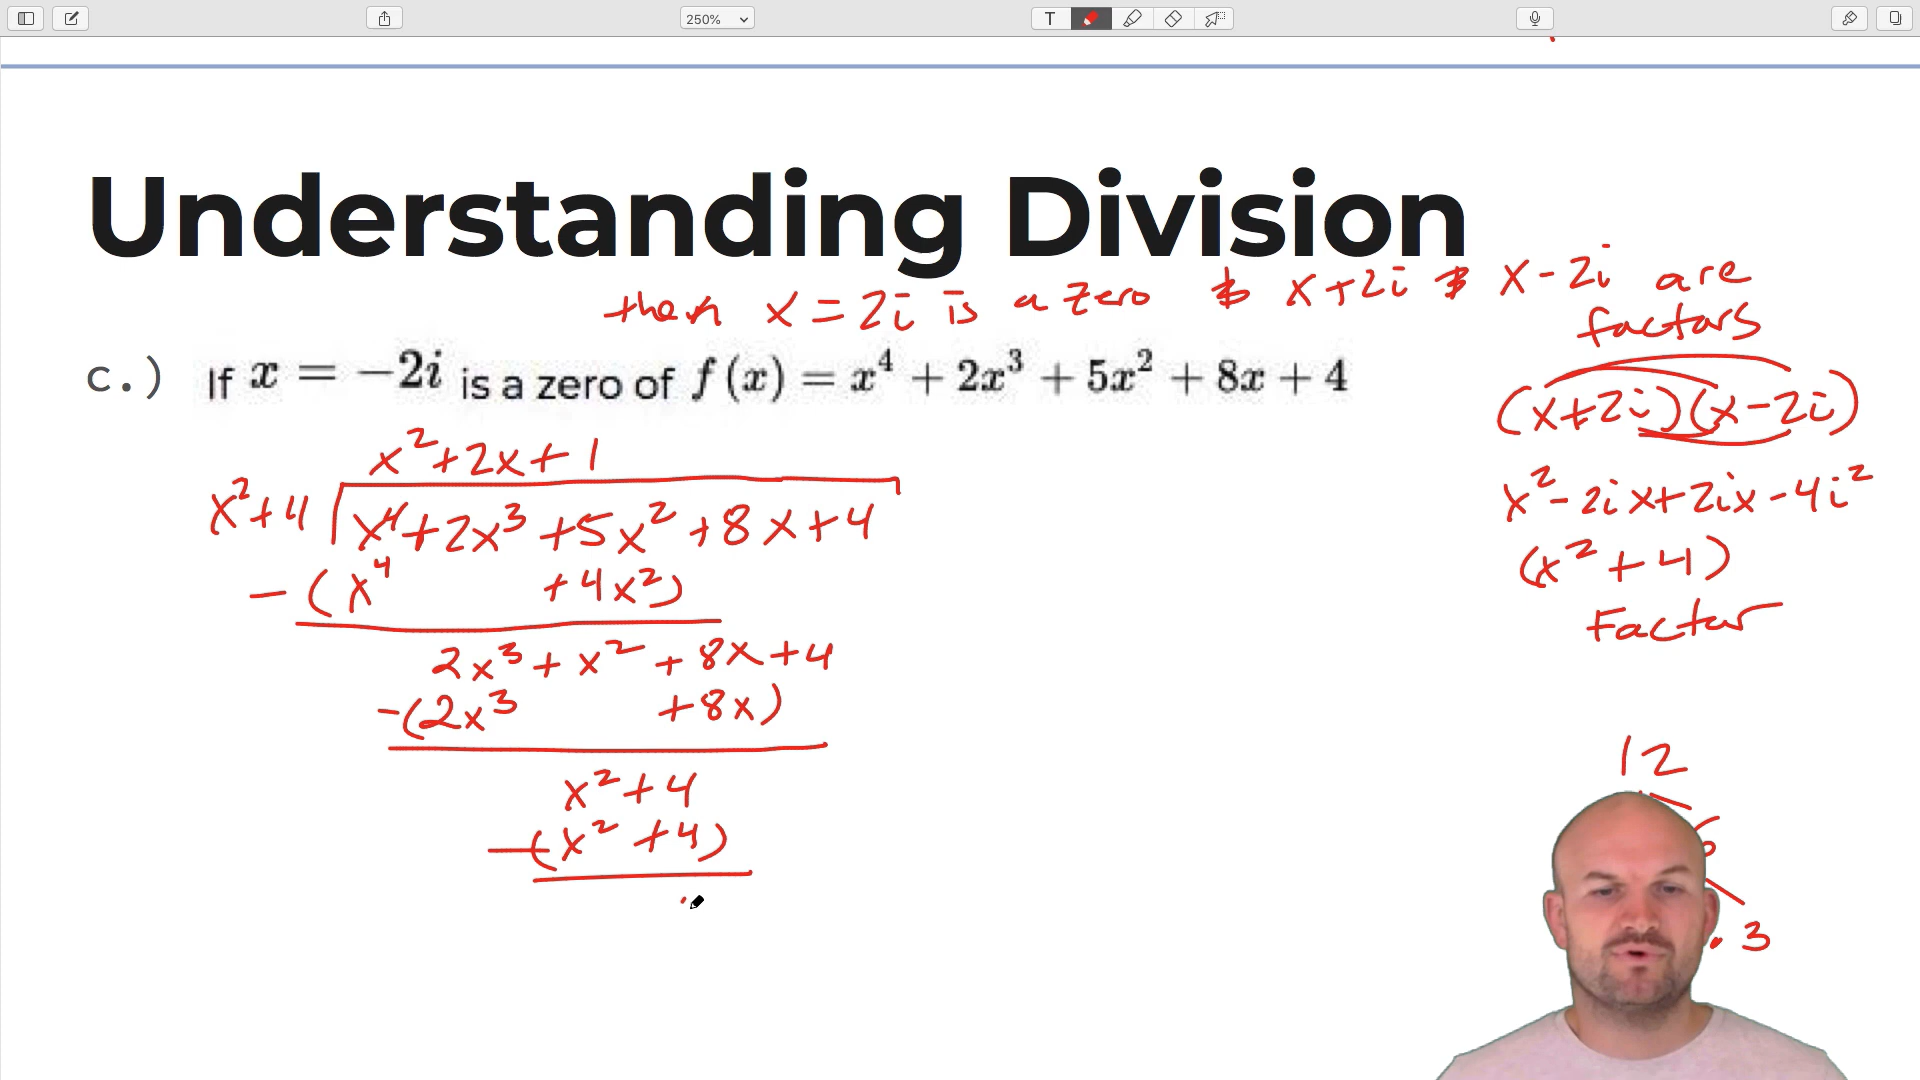 250%
T
Understanding Division
then x = 2i is a zero & x+2i & x-2i are
factors
c.) If x = −2i is a zero of f(x) = x⁴ + 2x³ + 5x² + 8x + 4
(x+2i)(x-2i)
x²+2x+1
x²+4 x⁴+2x³+5x²+8x+4
x²-2ix+2ix-4i²
(x²+4)
-(x⁴ +4x²)
Factor
2x³+x²+8x+4
-(2x³ +8x)
12
x²+4
-(x²+4)
6
. 3